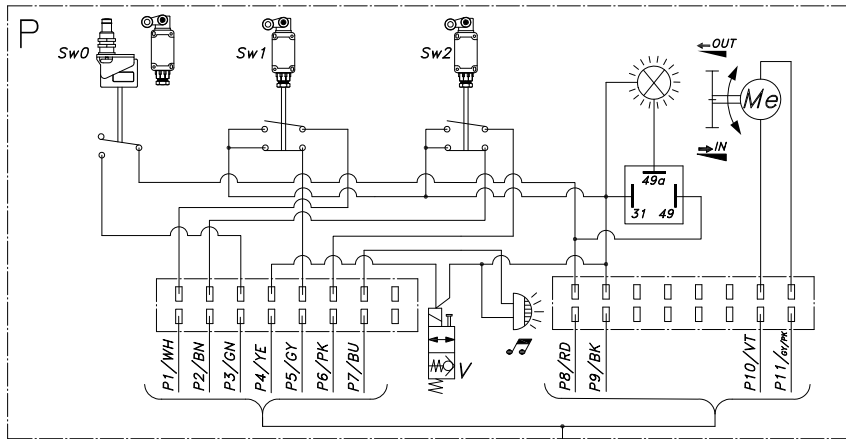 P
Sw0
Sw1
Sw2
OUT
Me
IN
49a
31
49
P1/WH
P2/BN
P3/GN
P4/YE
P5/GY
P6/PK
P7/BU
V
P8/RD
P9/BK
P10/VT
P11/GY/PK